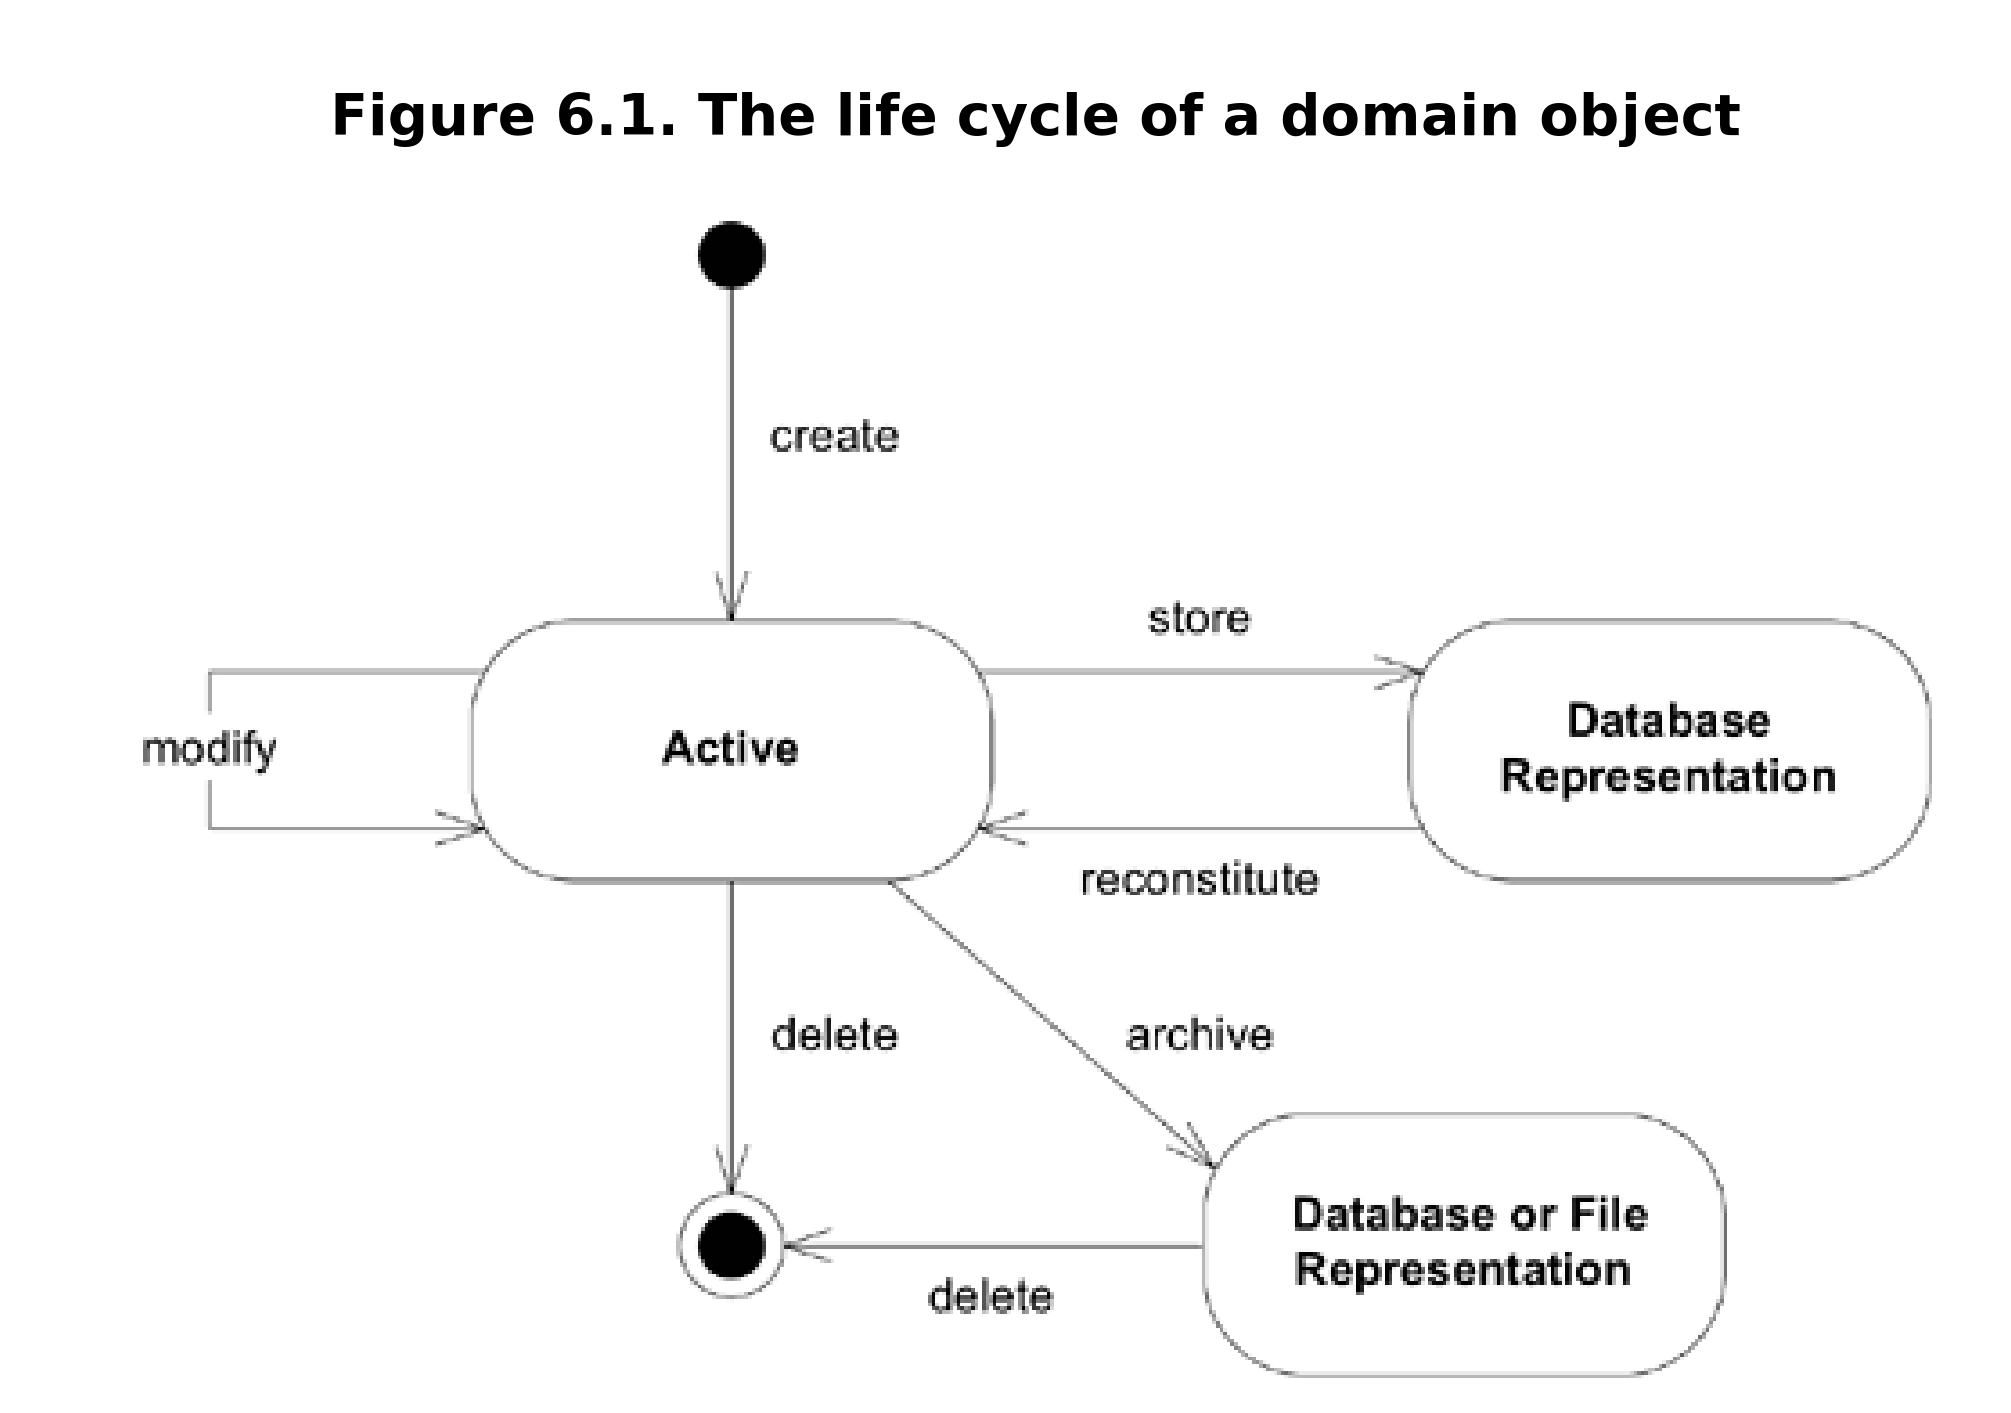 Figure 6.1. The life cycle of a domain object
create
store
modify
Active
Database
Representation
reconstitute
delete
archive
Database or File
Representation
delete